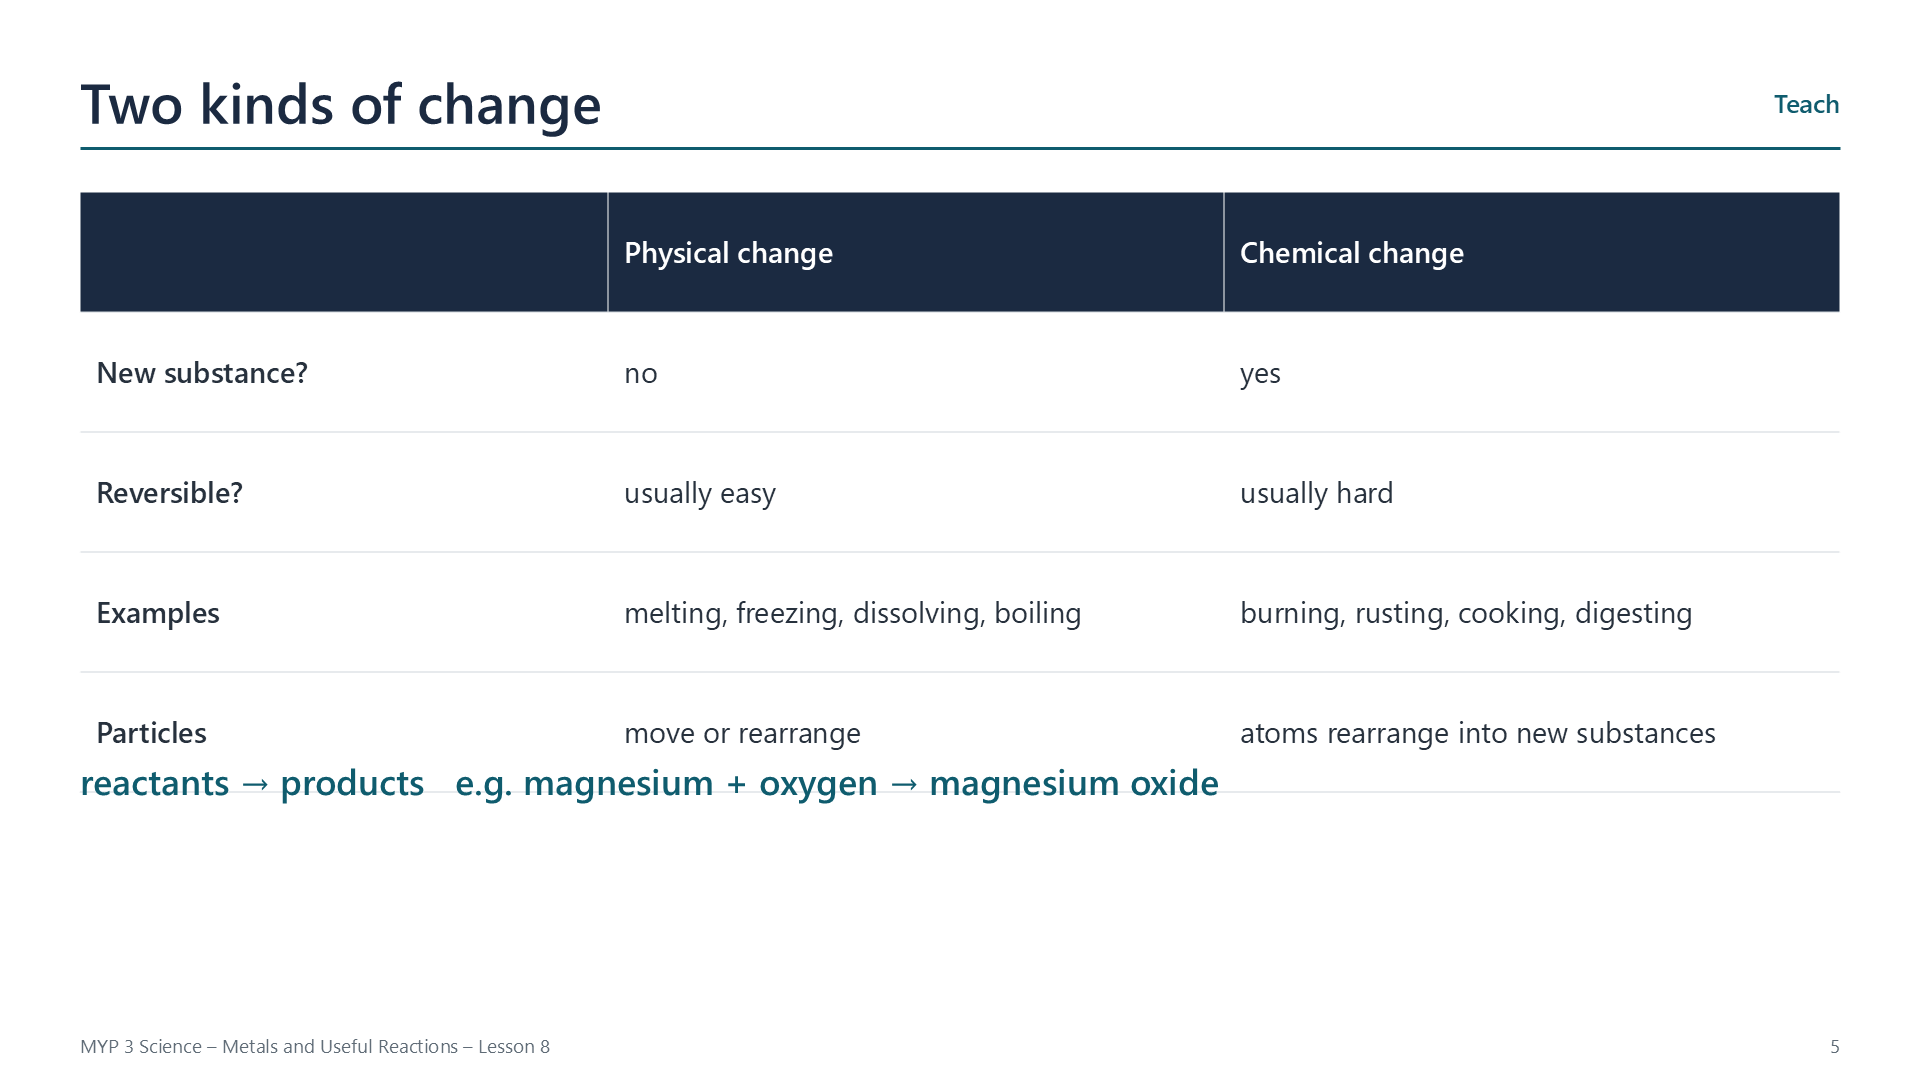 Two kinds of change
Teach
Physical change Chemical change
New substance? no yes
Reversible? usually easy usually hard
Examples melting, freezing, dissolving, boiling burning, rusting, cooking, digesting
Particles move or rearrange atoms rearrange into new substances
reactants → products e.g. magnesium + oxygen → magnesium oxide
MYP 3 Science – Metals and Useful Reactions – Lesson 8
5